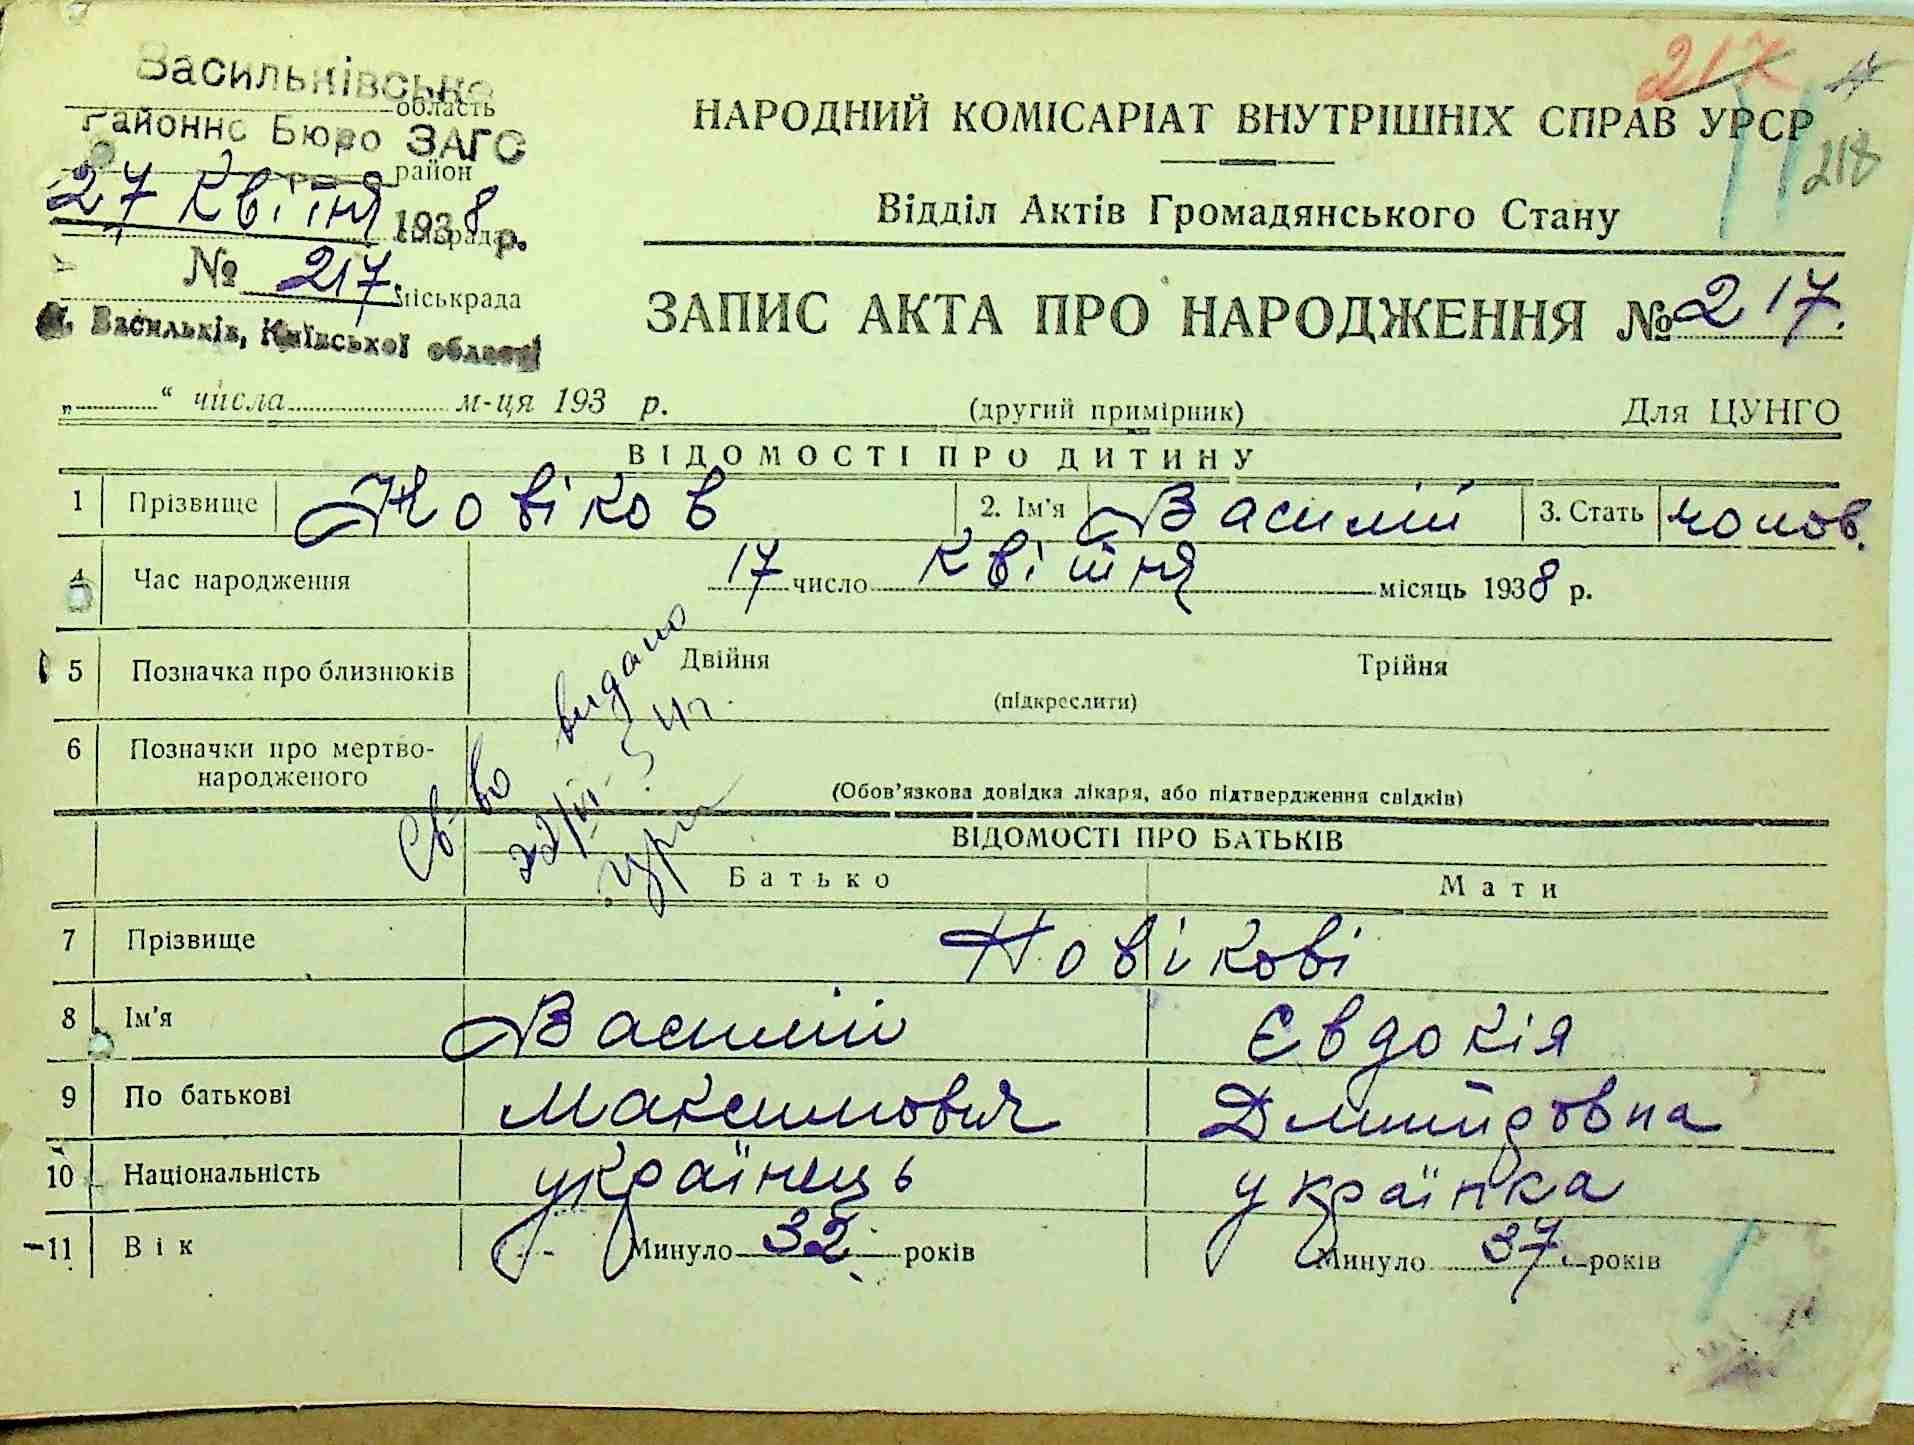 Васильківське
область
Районне Бюро ЗАГС
район
27 квітня 1938 р.
сільрада
№ 217.
міськрада
м. Васильків, Київської області
217
218
НАРОДНИЙ КОМІСАРІАТ ВНУТРІШНІХ СПРАВ УРСР
Відділ Актів Громадянського Стану
ЗАПИС АКТА ПРО НАРОДЖЕННЯ № 217.
„ “ числа м-ця 193 р. (другий примірник) Для ЦУНГО
ВІДОМОСТІ ПРО ДИТИНУ
1 Прізвище Новіков 2. Ім'я Василій 3. Стать чолов.
4 Час народження 17 число квітня місяць 1938 р.
5 Позначка про близнюків Двійня Трійня
(підкреслити)
6 Позначки про мертво-
народженого
(Обов'язкова довідка лікаря, або підтвердження свідків)
Св-во видано
ВІДОМОСТІ ПРО БАТЬКІВ
Батько Мати
7 Прізвище Новікові
8 Ім'я Василій Євдокія
9 По батькові Максимович Дмитровна
10 Національність українець українка
11 Вік Минуло 32 років Минуло 37 років